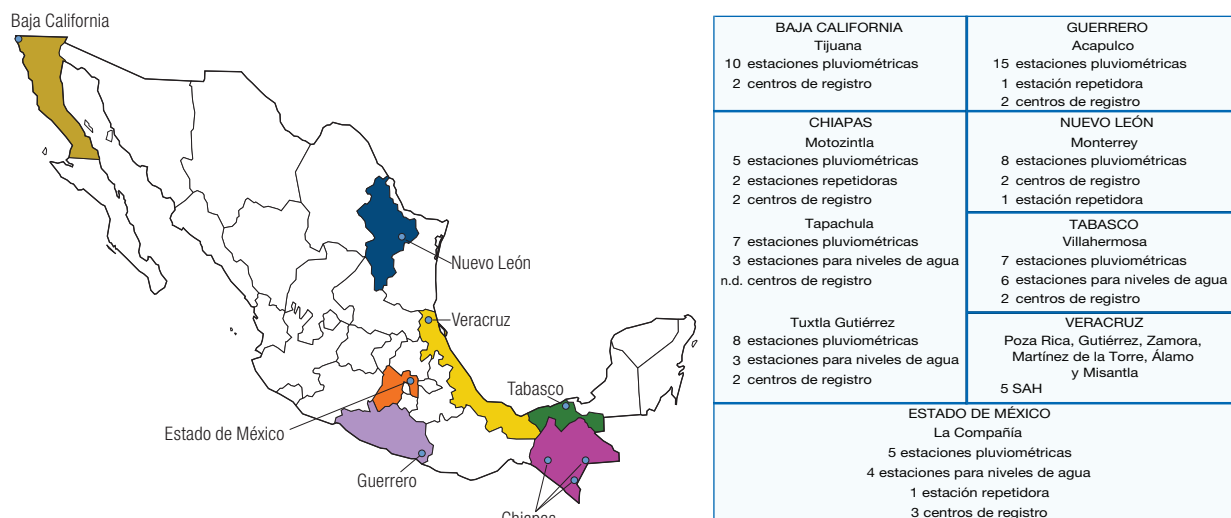 Baja California
Nuevo León
Veracruz
Tabasco
Estado de México
Guerrero
Chiapas
BAJA CALIFORNIA
Tijuana
10 estaciones pluviométricas
2 centros de registro
GUERRERO
Acapulco
15 estaciones pluviométricas
1 estación repetidora
2 centros de registro
CHIAPAS
Motozintla
5 estaciones pluviométricas
2 estaciones repetidoras
2 centros de registro
Tapachula
7 estaciones pluviométricas
3 estaciones para niveles de agua
n.d. centros de registro
Tuxtla Gutiérrez
8 estaciones pluviométricas
3 estaciones para niveles de agua
2 centros de registro
NUEVO LEÓN
Monterrey
8 estaciones pluviométricas
2 centros de registro
1 estación repetidora
TABASCO
Villahermosa
7 estaciones pluviométricas
6 estaciones para niveles de agua
2 centros de registro
VERACRUZ
Poza Rica, Gutiérrez, Zamora,
Martínez de la Torre, Álamo
y Misantla
5 SAH
ESTADO DE MÉXICO
La Compañía
5 estaciones pluviométricas
4 estaciones para niveles de agua
1 estación repetidora
3 centros de registro